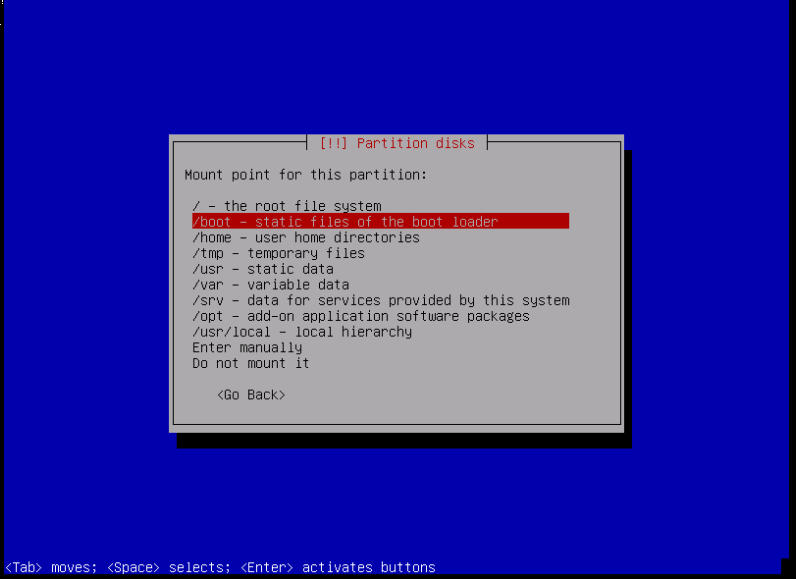 [!!] Partition disks
Mount point for this partition:
/ – the root file system
/boot – static files of the boot loader
/home – user home directories
/tmp – temporary files
/usr – static data
/var – variable data
/srv – data for services provided by this system
/opt – add-on application software packages
/usr/local – local hierarchy
Enter manually
Do not mount it
<Go Back>
<Tab> moves; <Space> selects; <Enter> activates buttons